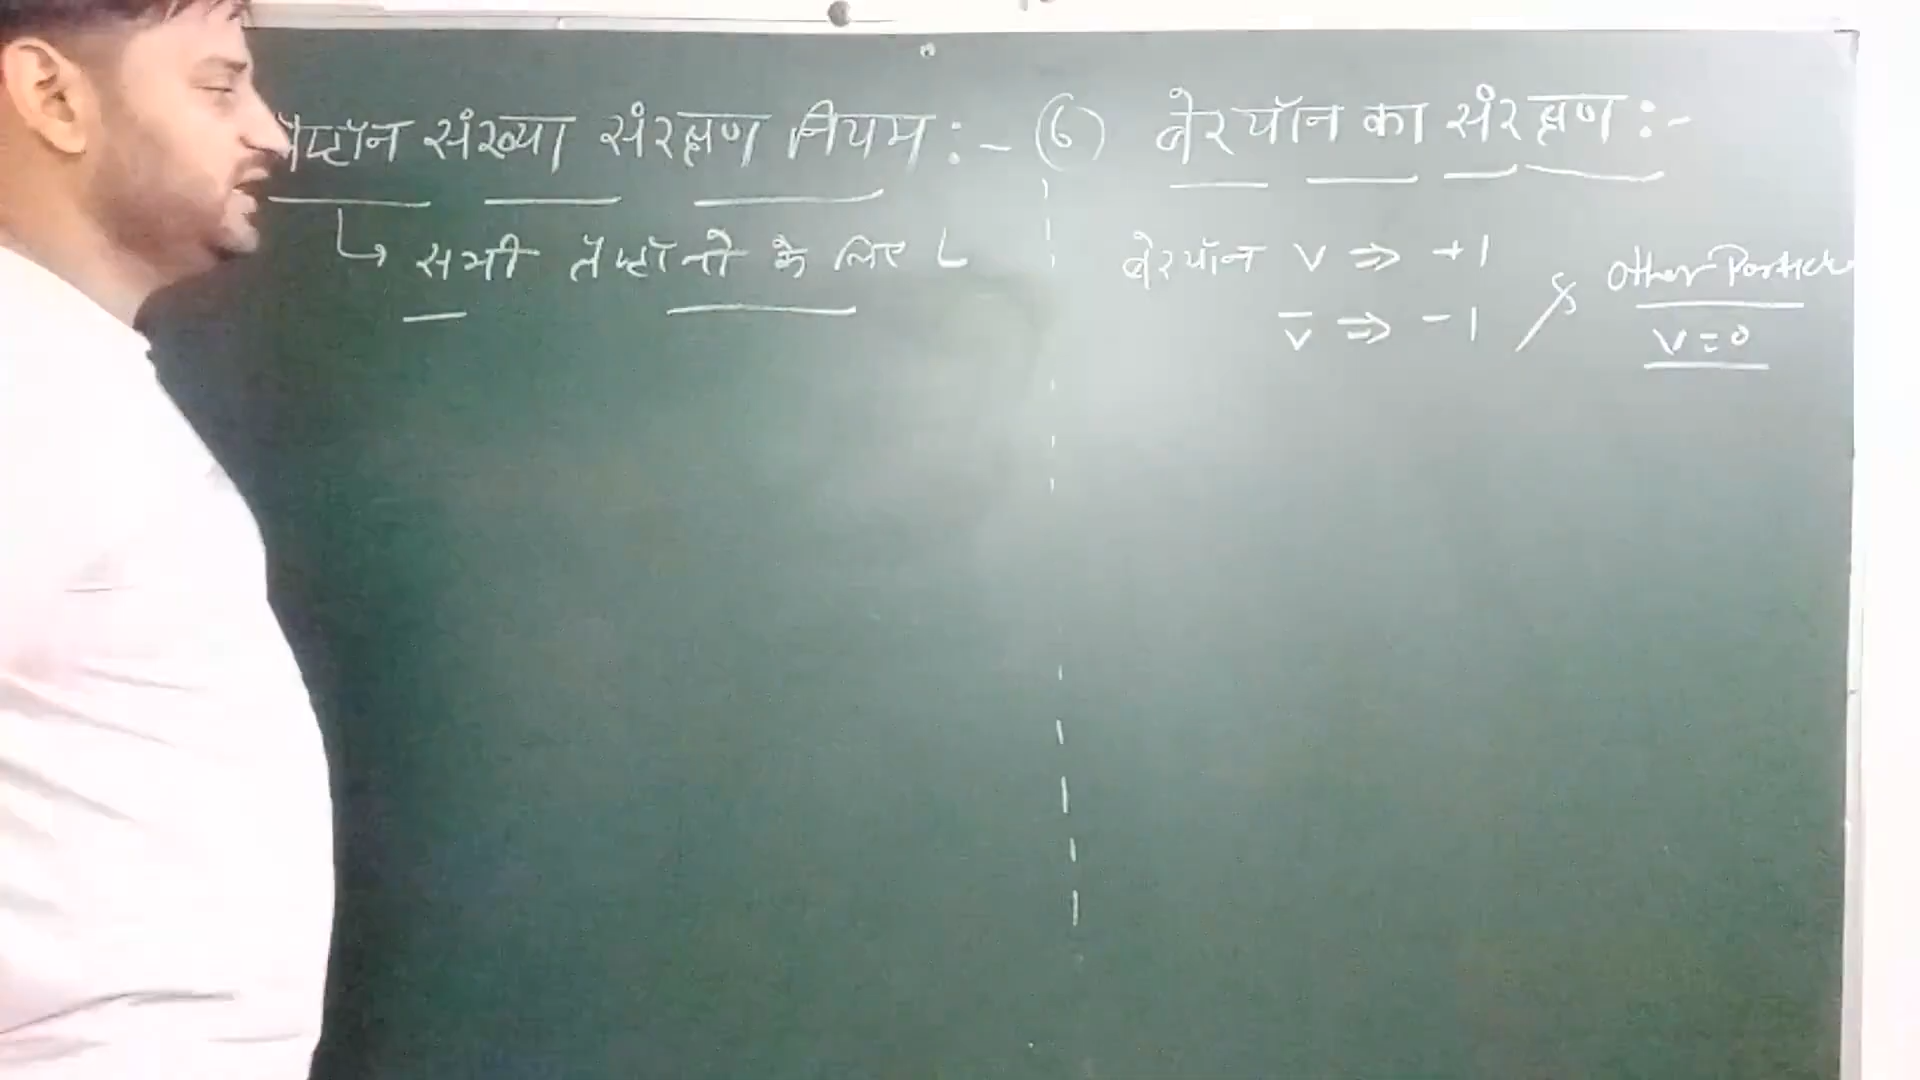 लैप्टॉन संख्या संरक्षण नियम :-
↳ सभी लैप्टॉनो के लिए L
(6) बेरयॉन का संरक्षण :-
बेरयॉन V ⇒ +1
V̅ ⇒ -1 / & Other Particle
V = 0